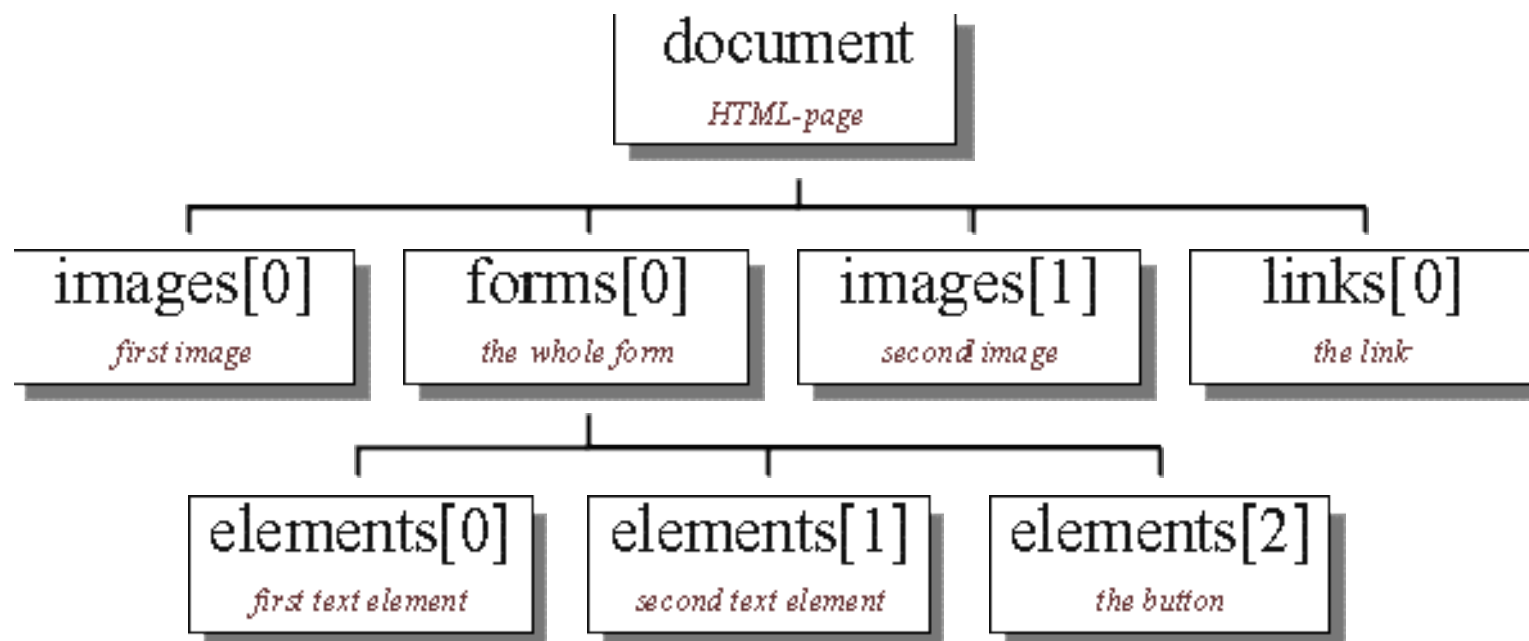 document
HTML-page
images[0]
first image
forms[0]
the whole form
images[1]
second image
links[0]
the link
elements[0]
first text element
elements[1]
second text element
elements[2]
the button